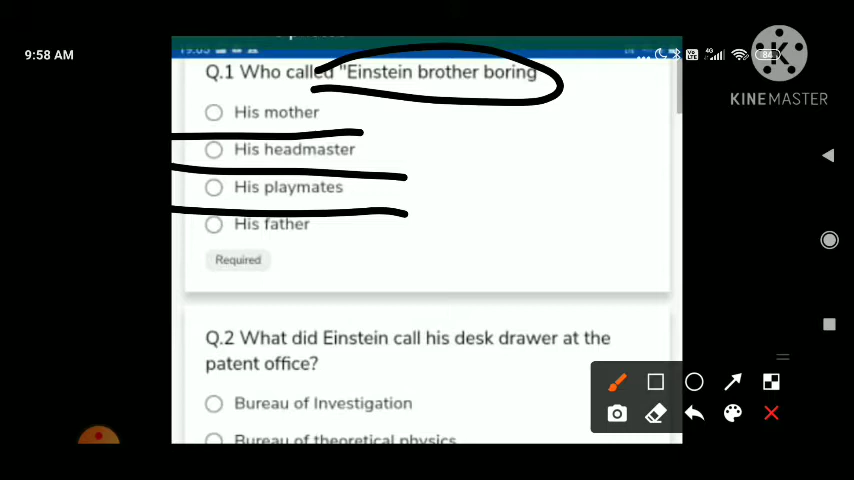 9:58 AM
4G
84
KINEMASTER
Q.1 Who called "Einstein brother boring
His mother
His headmaster
His playmates
His father
Required
Q.2 What did Einstein call his desk drawer at the
patent office?
Bureau of Investigation
Bureau of theoretical physics